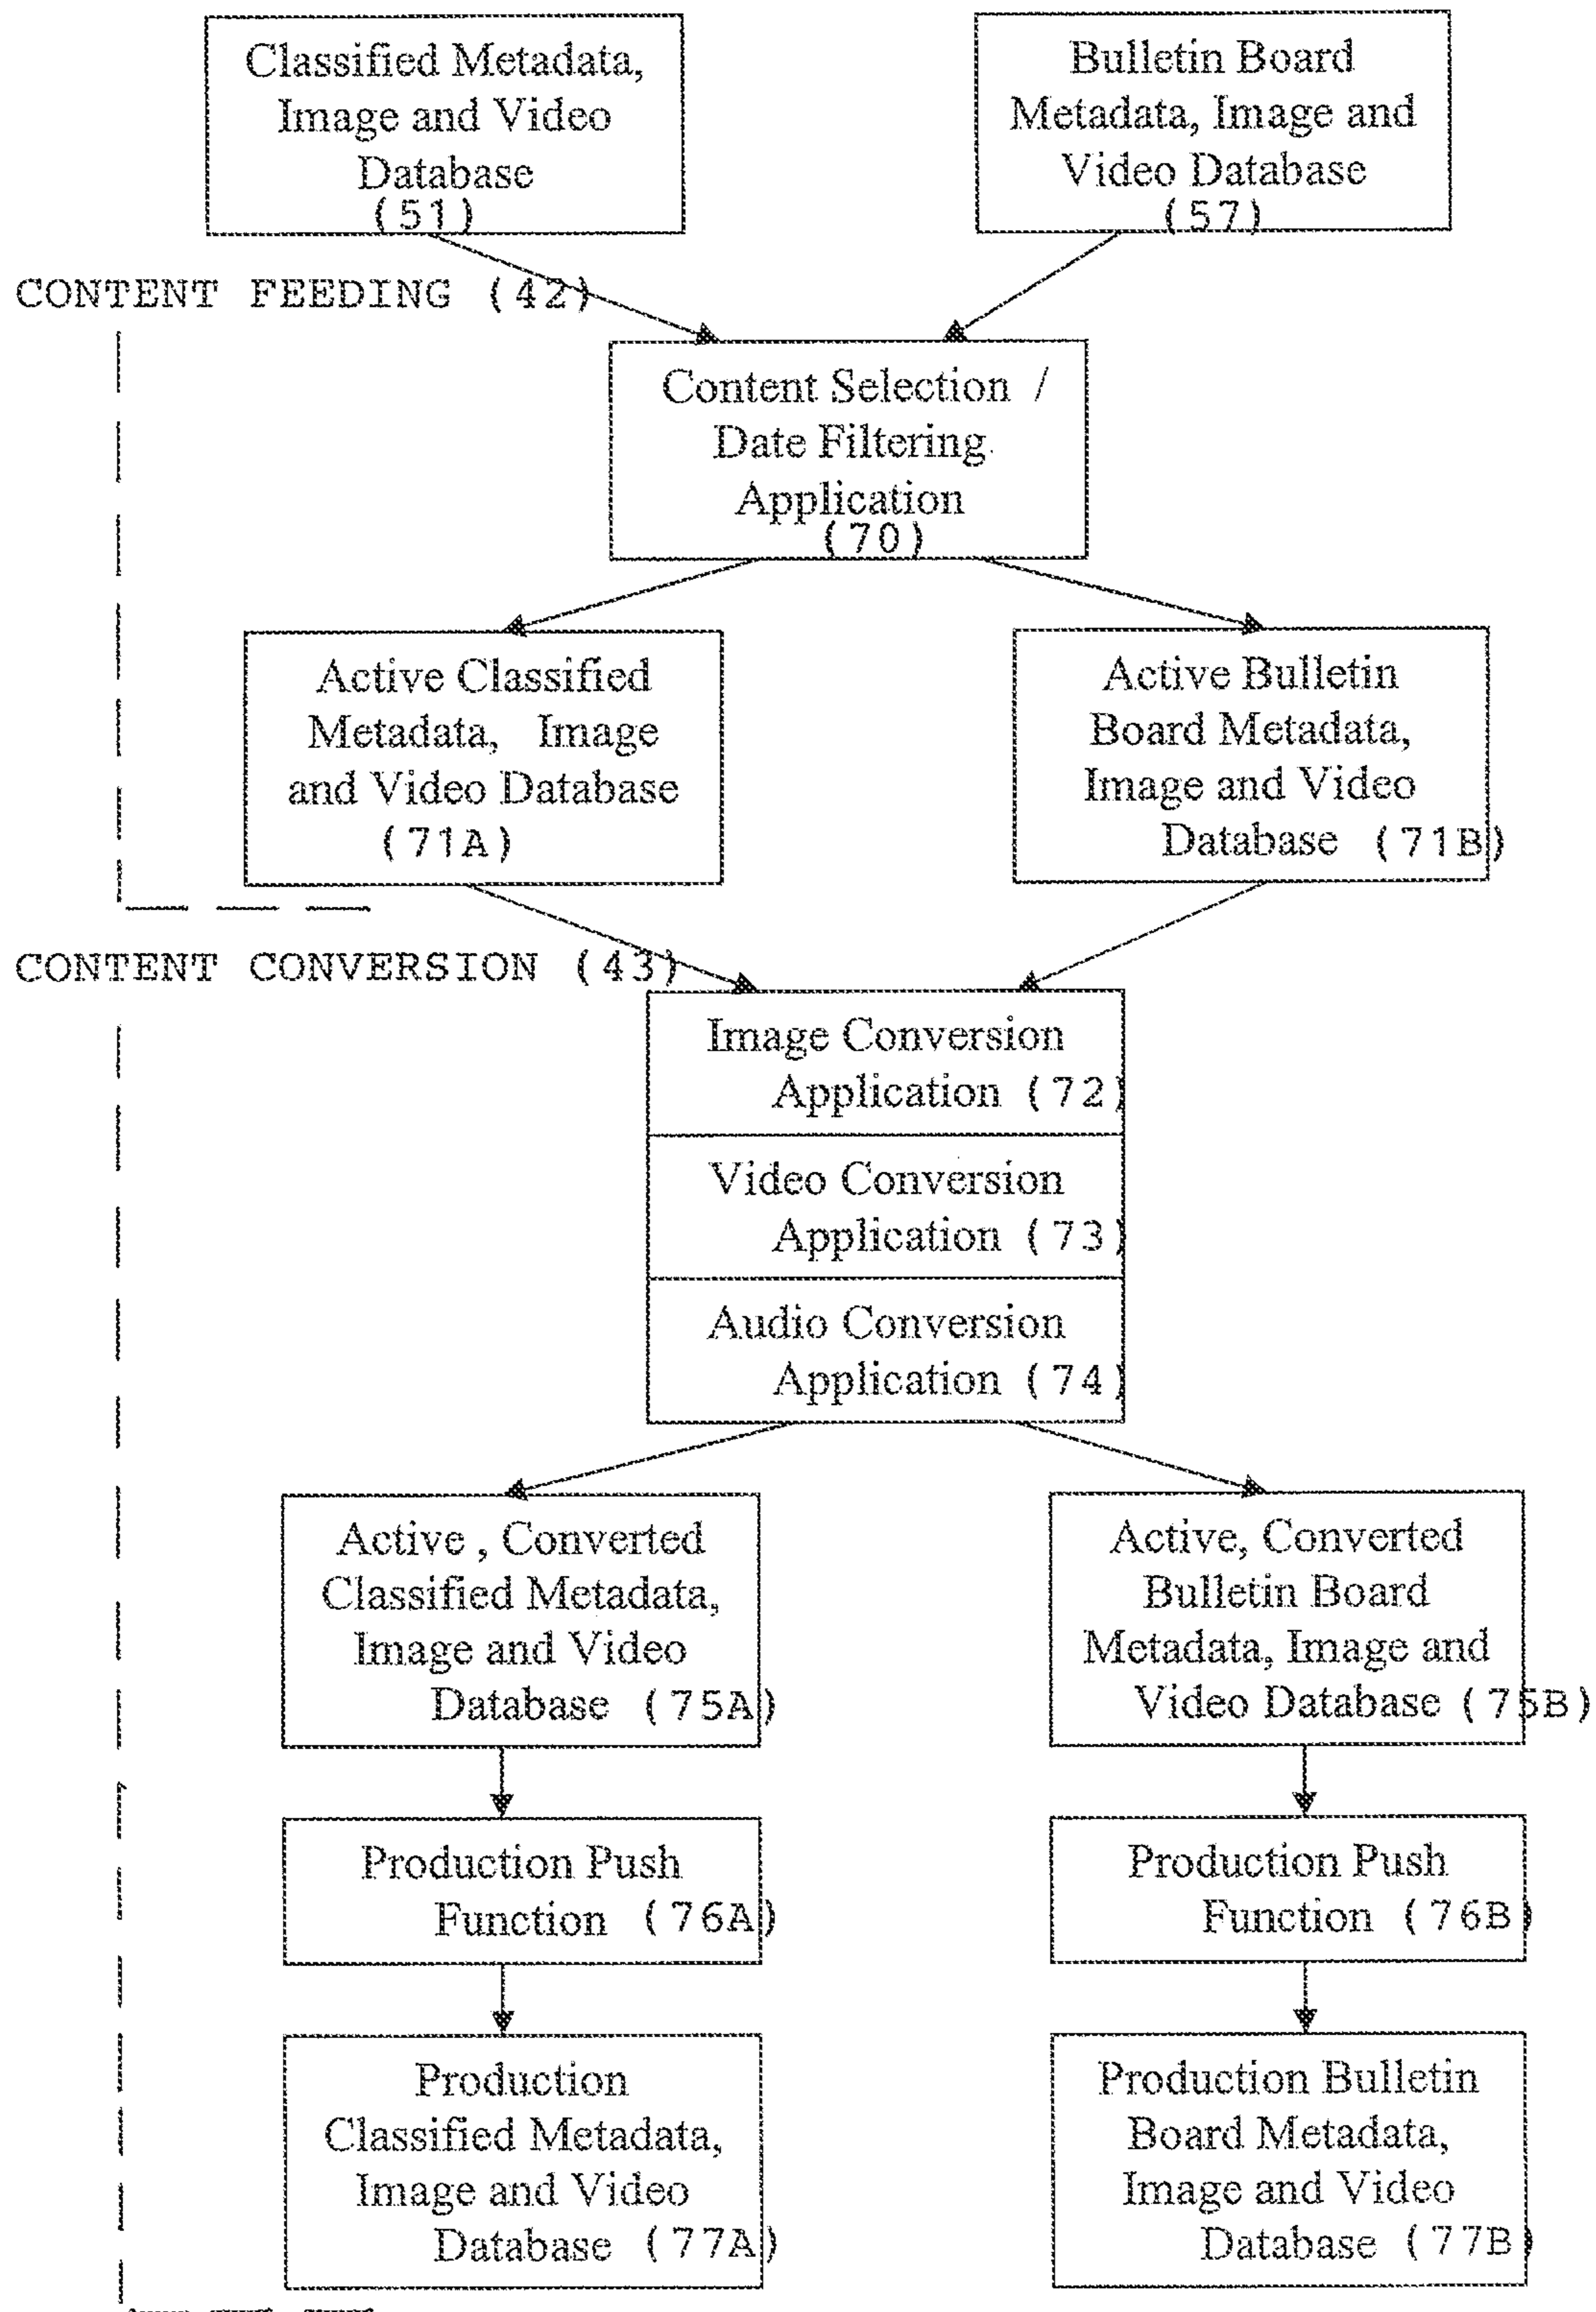 Classified Metadata,
Image and Video
Database
(51)
Bulletin Board
Metadata, Image and
Video Database
(57)
CONTENT FEEDING (42)
Content Selection /
Date Filtering
Application
(70)
Active Classified
Metadata, Image
and Video Database
(71A)
Active Bulletin
Board Metadata,
Image and Video
Database (71B)
CONTENT CONVERSION (43)
Image Conversion
Application (72)
Video Conversion
Application (73)
Audio Conversion
Application (74)
Active , Converted
Classified Metadata,
Image and Video
Database (75A)
Active, Converted
Bulletin Board
Metadata, Image and
Video Database (75B)
Production Push
Function (76A)
Production Push
Function (76B)
Production
Classified Metadata,
Image and Video
Database (77A)
Production Bulletin
Board Metadata,
Image and Video
Database (77B)